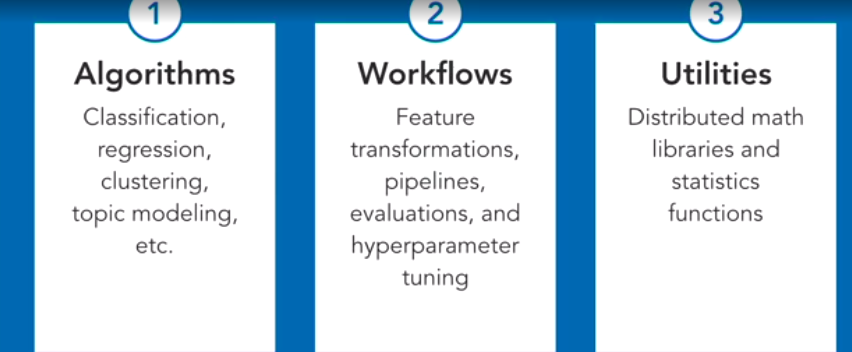 1
Algorithms
Classification,
regression,
clustering,
topic modeling,
etc.
2
Workflows
Feature
transformations,
pipelines,
evaluations, and
hyperparameter
tuning
3
Utilities
Distributed math
libraries and
statistics
functions